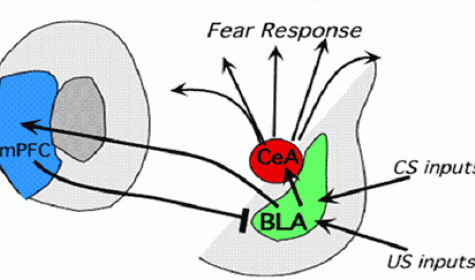 Fear Response
mPFC
CeA
CS inputs
BLA
US inputs